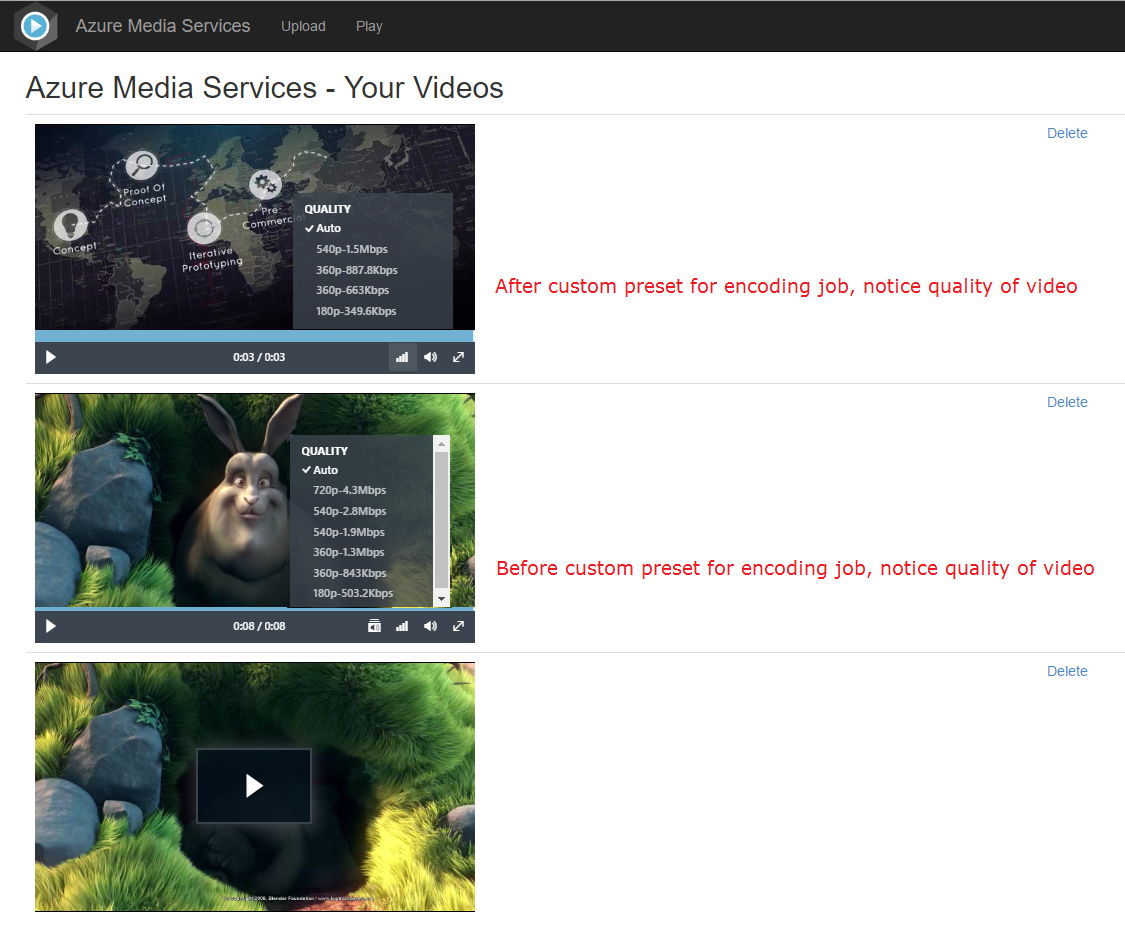 Azure Media Services Upload Play
Azure Media Services - Your Videos
Delete
Proof Of
Concept
Concept
Iterative
Prototyping
Pre-
Commercial
QUALITY
Auto
540p-1.5Mbps
360p-887.8Kbps
360p-663Kbps
180p-349.6Kbps
After custom preset for encoding job, notice quality of video
0:03 / 0:03
Delete
QUALITY
Auto
720p-4.3Mbps
540p-2.8Mbps
540p-1.9Mbps
360p-1.3Mbps
360p-843Kbps
180p-503.2Kbps
Before custom preset for encoding job, notice quality of video
0:08 / 0:08
Delete
2008, Blender Foundation /